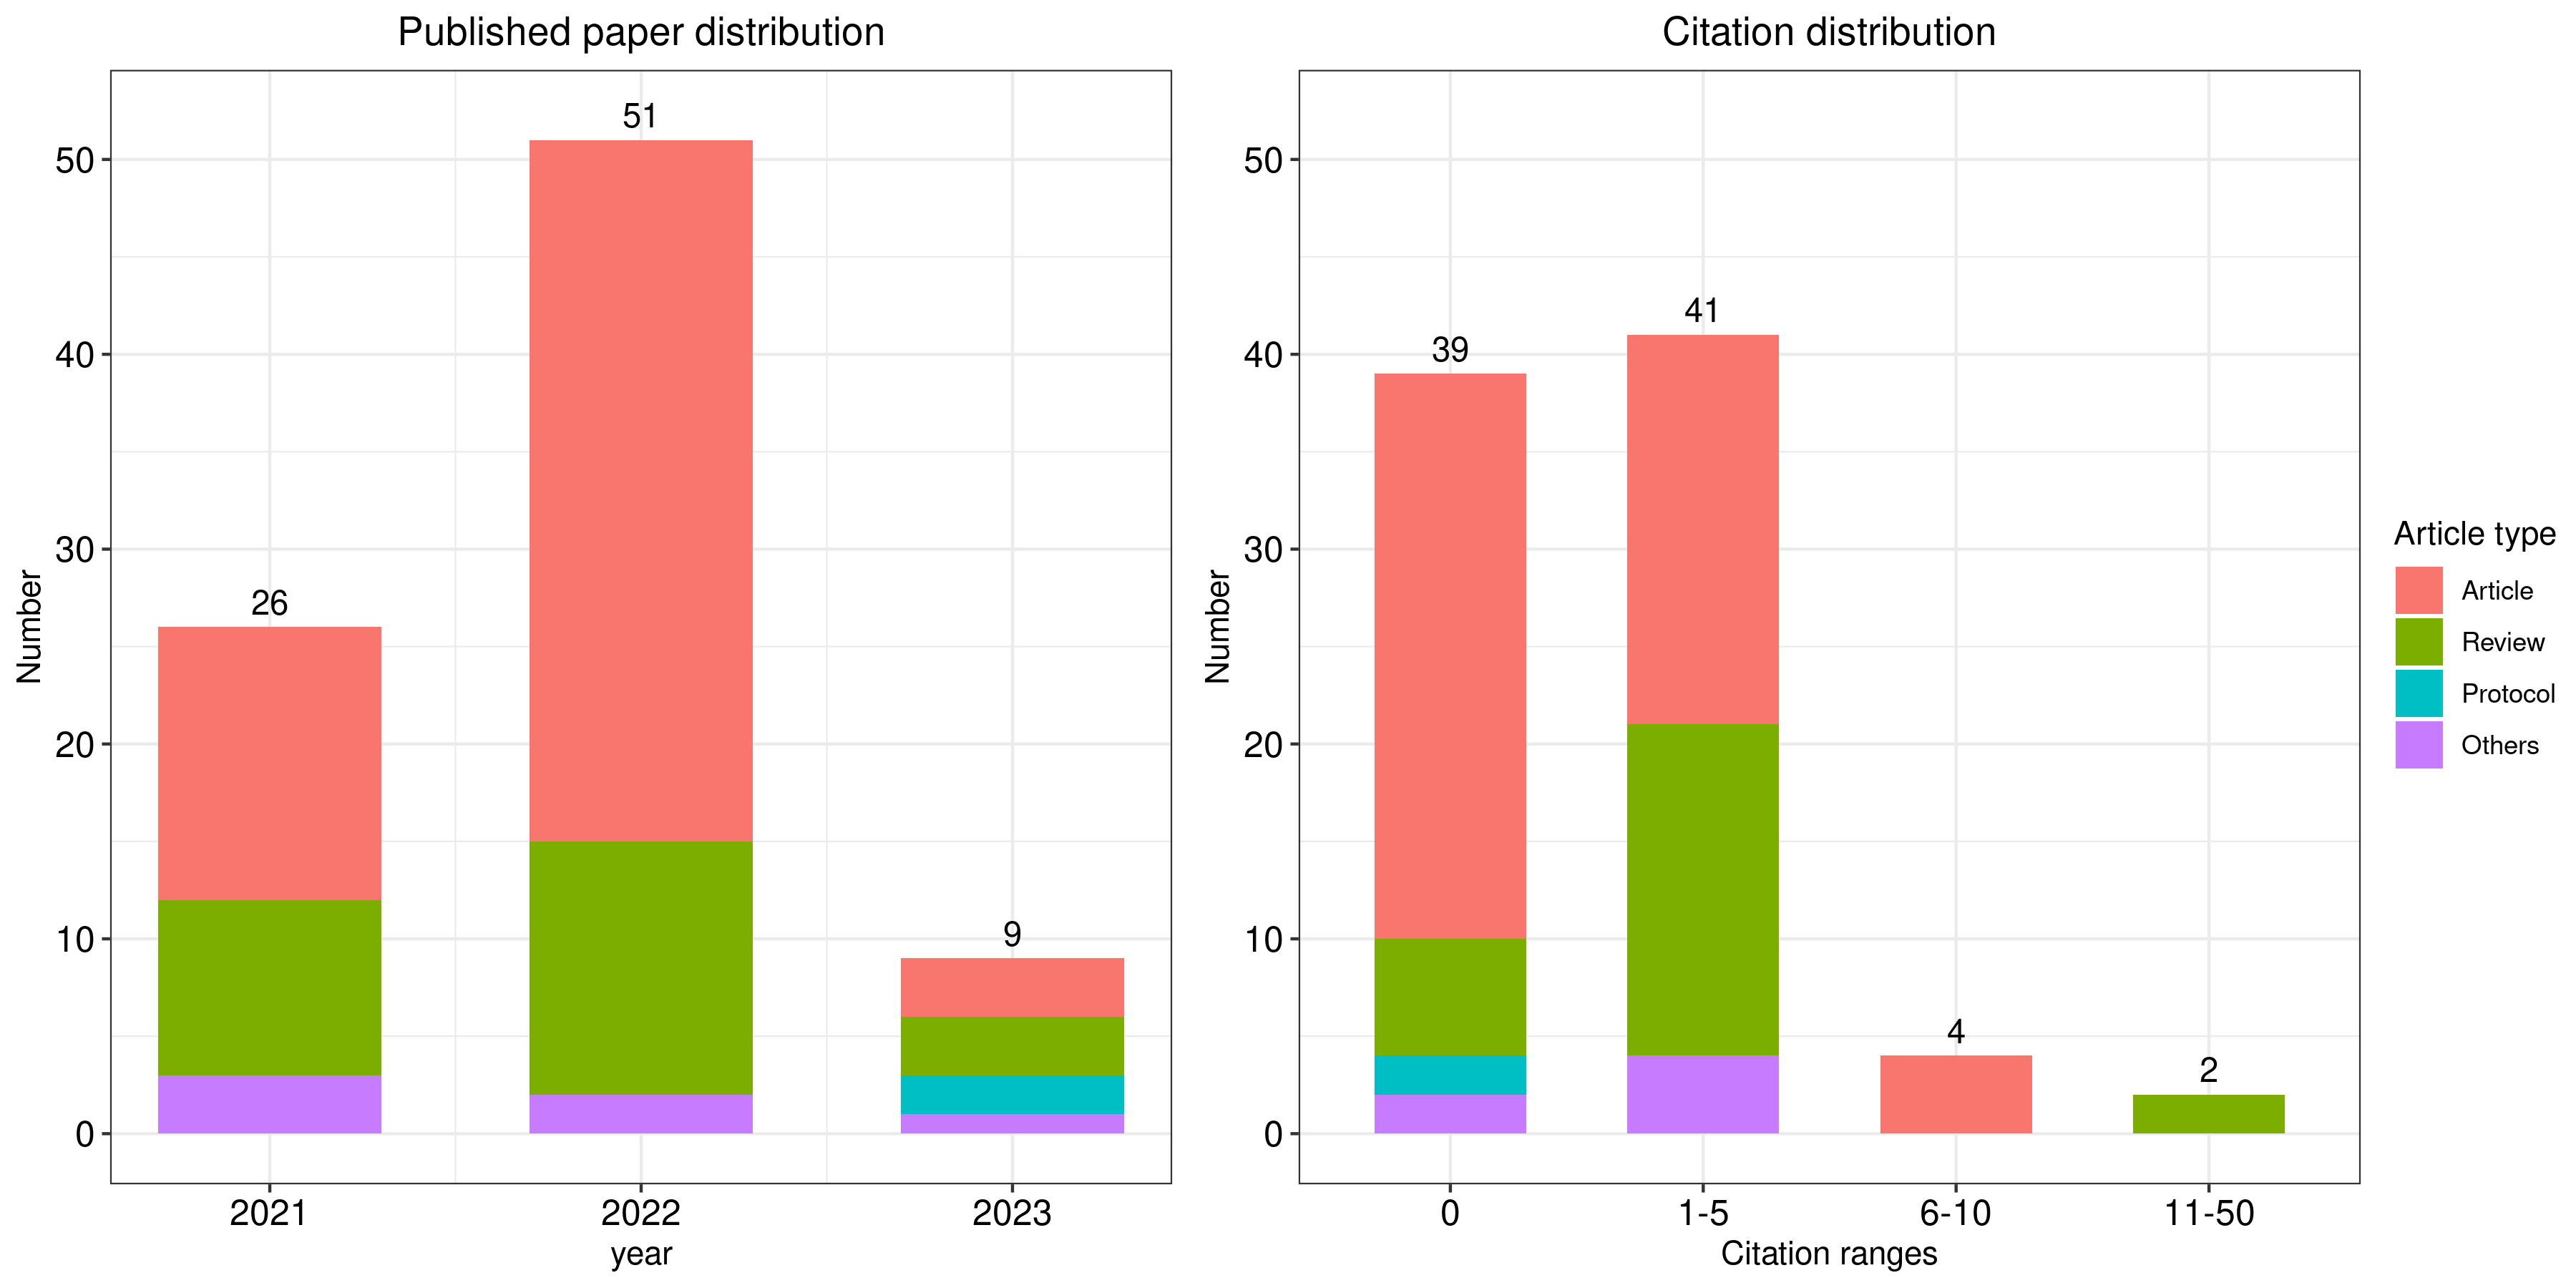 Published paper distribution
Number
50
40
30
20
10
0
26
51
9
2021
2022
2023
year
Citation distribution
Number
50
40
30
20
10
0
39
41
4
2
0
1-5
6-10
11-50
Citation ranges
Article type
Article
Review
Protocol
Others